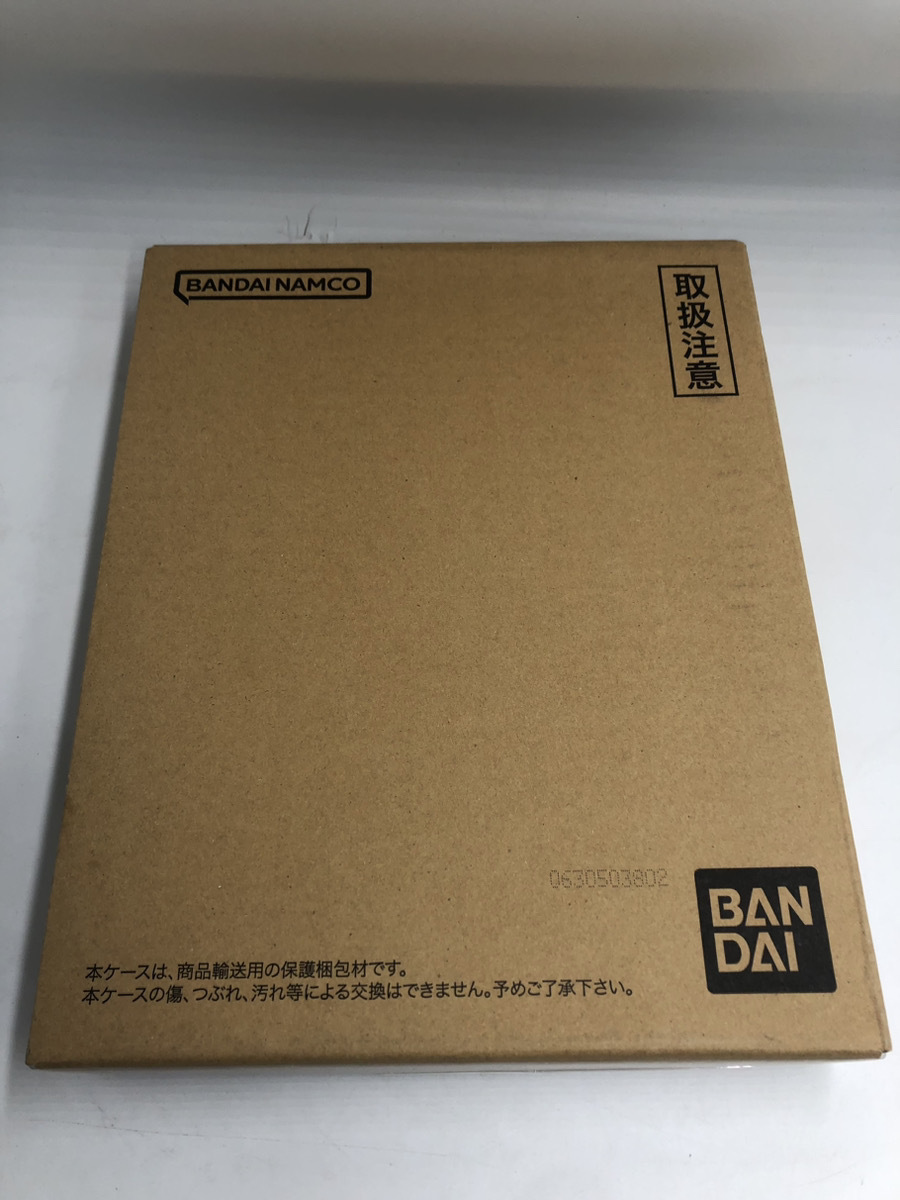 BANDAI NAMCO
取扱注意
0630503802
BAN
DAI
本ケースは、商品輸送用の保護梱包材です。
本ケースの傷、つぶれ、汚れ等による交換はできません。予めご了承下さい。